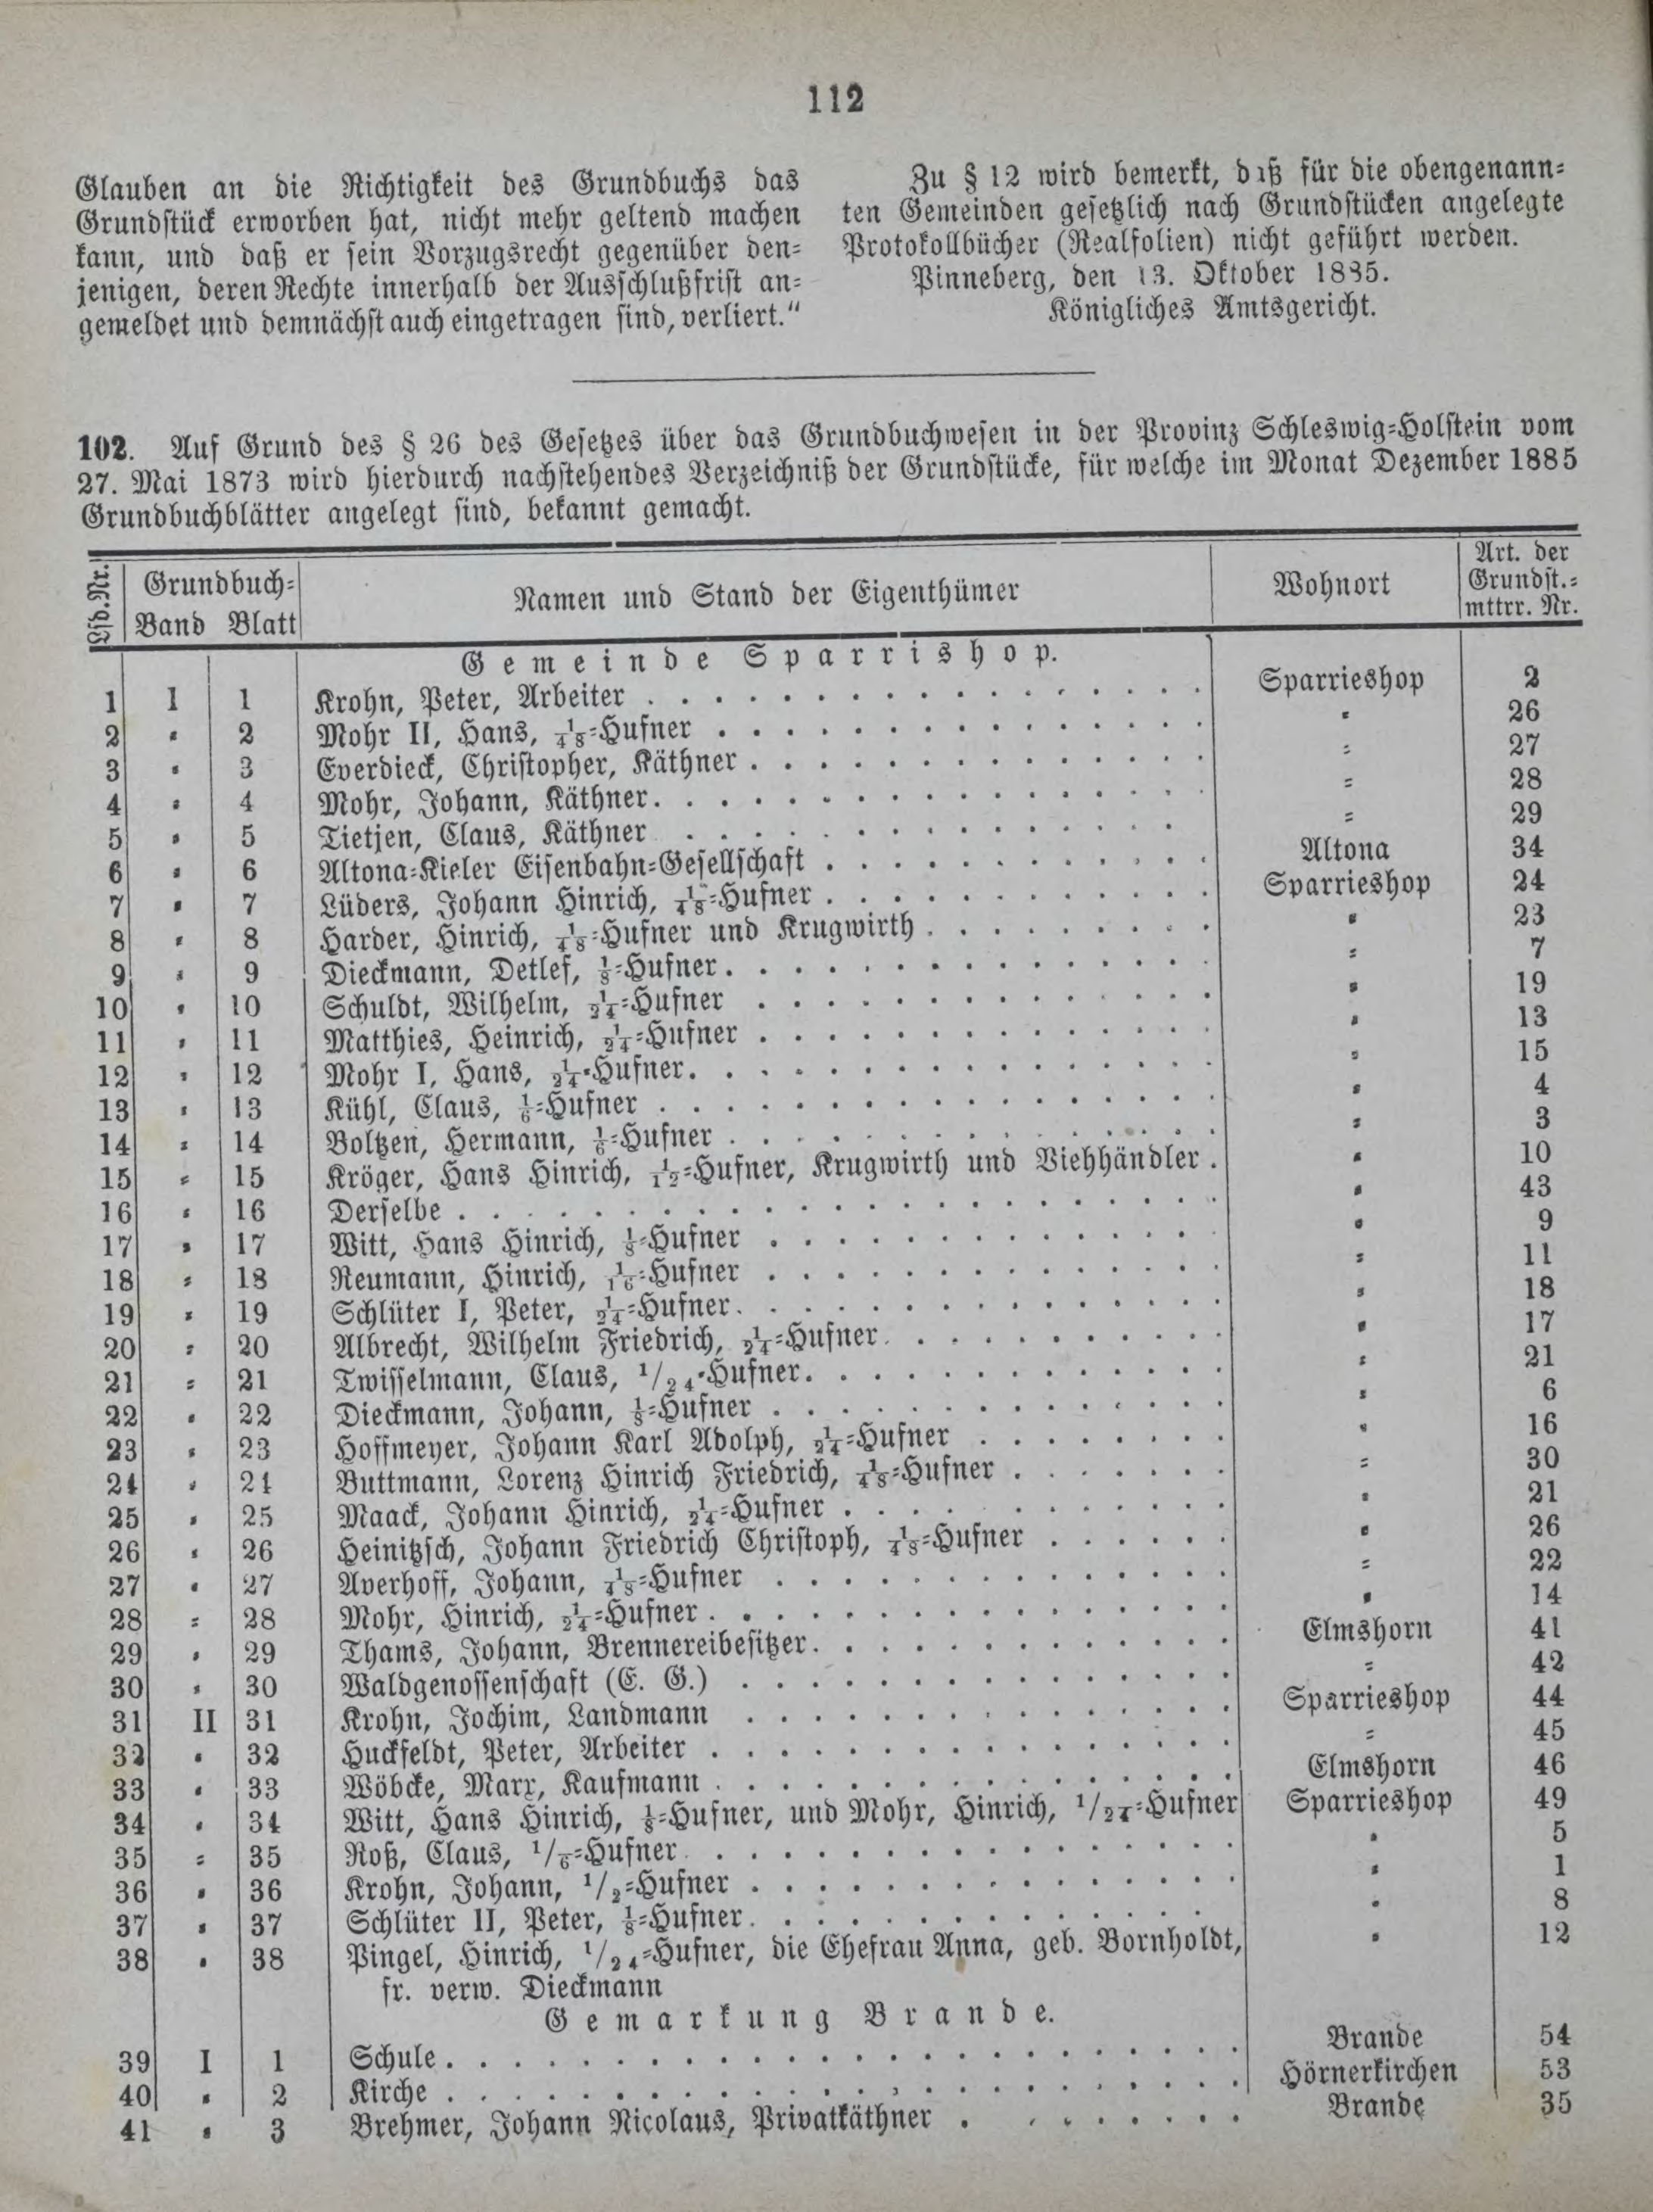 112
Glauben an die Richtigkeit des Grundbuchs das
Grundstück erworben hat, nicht mehr geltend machen
kann, und daß er sein Vorzugsrecht gegenüber den-
jenigen, deren Rechte innerhalb der Ausschlußfrist an-
gemeldet und demnächst auch eingetragen sind, verliert."
Zu § 12 wird bemerkt, daß für die obengenann-
ten Gemeinden gesetzlich nach Grundstücken angelegte
Protokollbücher (Realfolien) nicht geführt werden.
Pinneberg, den 13. Oktober 1885.
Königliches Amtsgericht.
102. Auf Grund des § 26 des Gesetzes über das Grundbuchwesen in der Provinz Schleswig-Holstein vom
27. Mai 1873 wird hierdurch nachstehendes Verzeichniß der Grundstücke, für welche im Monat Dezember 1885
Grundbuchblätter angelegt sind, bekannt gemacht.
Lfd. Nr. Grundbuch- Band Blatt Namen und Stand der Eigenthümer Wohnort Art. der Grundst.- mttrr. Nr.
Gemeinde Sparrishop.
1 I 1 Krohn, Peter, Arbeiter Sparrieshop 2
2 " 2 Mohr II, Hans, 1/48-Hufner " 26
3 " 3 Everdieck, Christopher, Käthner " 27
4 " 4 Mohr, Johann, Käthner " 28
5 " 5 Tietjen, Claus, Käthner " 29
6 " 6 Altona-Kieler Eisenbahn-Gesellschaft Altona 34
7 " 7 Lüders, Johann Hinrich, 1/48-Hufner Sparrieshop 24
8 " 8 Harder, Hinrich, 1/48-Hufner und Krugwirth " 23
9 " 9 Dieckmann, Detlef, 1/8-Hufner " 7
10 " 10 Schuldt, Wilhelm, 1/24-Hufner " 19
11 " 11 Matthies, Heinrich, 1/24-Hufner " 13
12 " 12 Mohr I, Hans, 1/24-Hufner " 15
13 " 13 Kühl, Claus, 1/6-Hufner " 4
14 " 14 Boltzen, Hermann, 1/6-Hufner " 3
15 " 15 Kröger, Hans Hinrich, 1/12-Hufner, Krugwirth und Viehhändler " 10
16 " 16 Derselbe " 43
17 " 17 Witt, Hans Hinrich, 1/8-Hufner " 9
18 " 18 Neumann, Hinrich, 1/16-Hufner " 11
19 " 19 Schlüter I, Peter, 1/24-Hufner " 18
20 " 20 Albrecht, Wilhelm Friedrich, 1/24-Hufner " 17
21 " 21 Twisselmann, Claus, 1/24-Hufner " 21
22 " 22 Dieckmann, Johann, 1/8-Hufner " 6
23 " 23 Hoffmeyer, Johann Karl Adolph, 1/24-Hufner " 16
24 " 24 Buttmann, Lorenz Hinrich Friedrich, 1/48-Hufner " 30
25 " 25 Maack, Johann Hinrich, 1/24-Hufner " 21
26 " 26 Heinitzsch, Johann Friedrich Christoph, 1/48-Hufner " 26
27 " 27 Averhoff, Johann, 1/48-Hufner " 22
28 " 28 Mohr, Hinrich, 1/24-Hufner " 14
29 " 29 Thams, Johann, Brennereibesitzer Elmshorn 41
30 " 30 Waldgenossenschaft (E. G.) " 42
31 II 31 Krohn, Jochim, Landmann Sparrieshop 44
32 " 32 Huckfeldt, Peter, Arbeiter " 45
33 " 33 Wöbcke, Marx, Kaufmann Elmshorn 46
34 " 34 Witt, Hans Hinrich, 1/8-Hufner, und Mohr, Hinrich, 1/24-Hufner Sparrieshop 49
35 " 35 Roß, Claus, 1/6-Hufner " 5
36 " 36 Krohn, Johann, 1/2-Hufner " 1
37 " 37 Schlüter II, Peter, 1/8-Hufner " 8
38 " 38 Pingel, Hinrich, 1/24-Hufner, die Ehefrau Anna, geb. Bornholdt, " 12
fr. verw. Dieckmann
Gemarkung Brande.
39 I 1 Schule Brande 54
40 " 2 Kirche Hörnerkirchen 53
41 " 3 Brehmer, Johann Nicolaus, Privatkäthner Brande 35